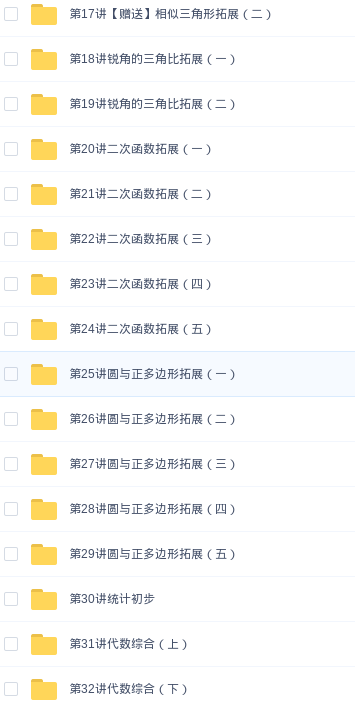 第17讲【赠送】相似三角形拓展（二）
第18讲锐角的三角比拓展（一）
第19讲锐角的三角比拓展（二）
第20讲二次函数拓展（一）
第21讲二次函数拓展（二）
第22讲二次函数拓展（三）
第23讲二次函数拓展（四）
第24讲二次函数拓展（五）
第25讲圆与正多边形拓展（一）
第26讲圆与正多边形拓展（二）
第27讲圆与正多边形拓展（三）
第28讲圆与正多边形拓展（四）
第29讲圆与正多边形拓展（五）
第30讲统计初步
第31讲代数综合（上）
第32讲代数综合（下）